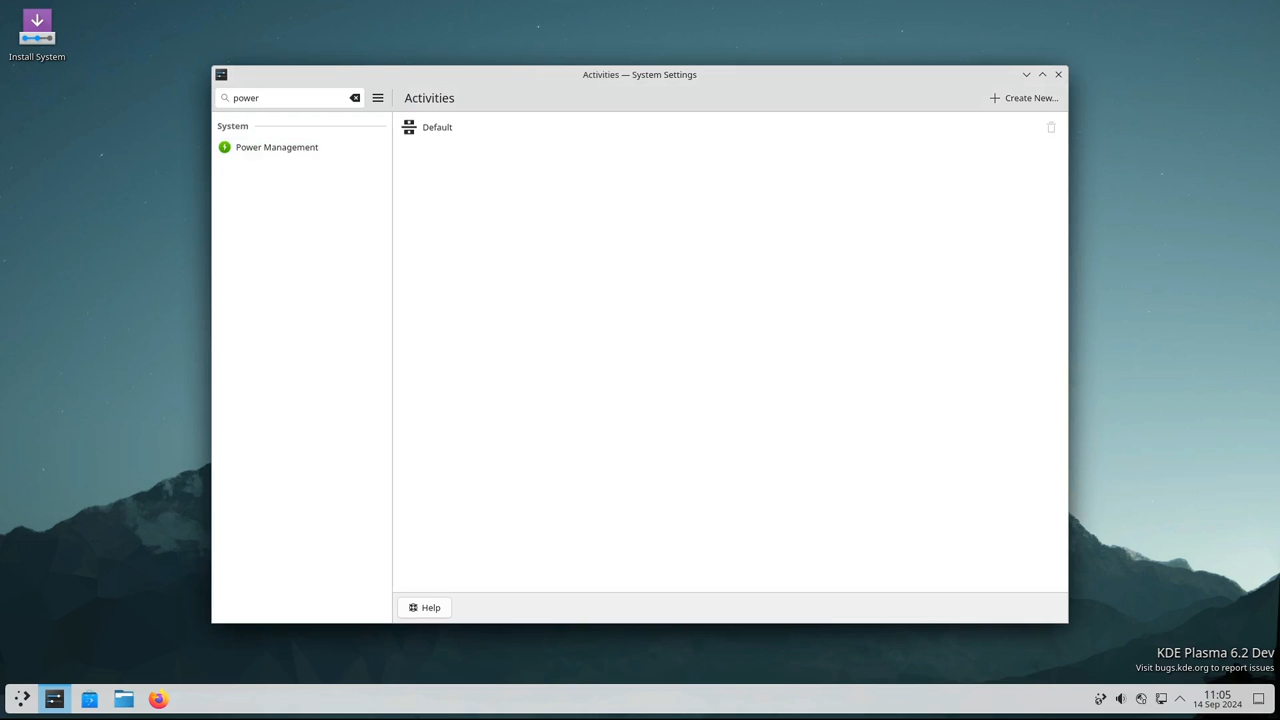 Install System
Activities — System Settings
power
Activities
Create New...
System
Default
Power Management
Help
KDE Plasma 6.2 Dev
Visit bugs.kde.org to report issues
11:05
14 Sep 2024